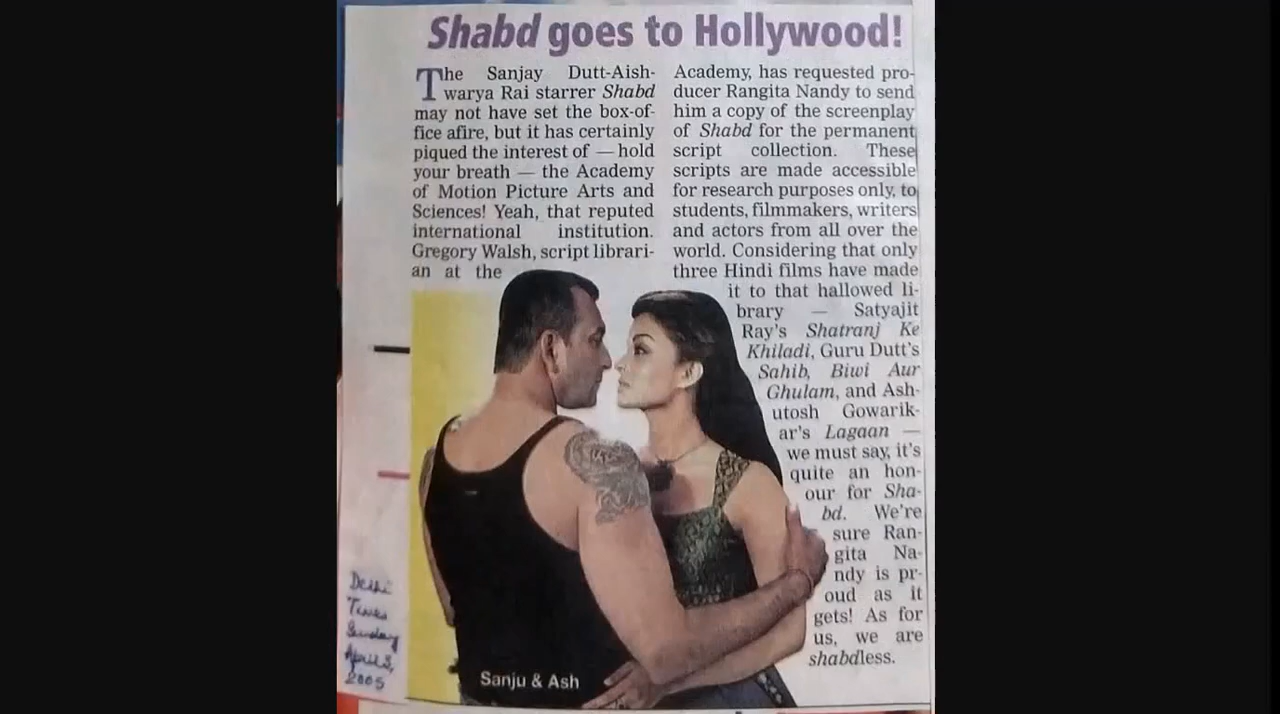 Shabd goes to Hollywood!
The Sanjay Dutt-Aish-
warya Rai starrer Shabd
may not have set the box-of-
fice afire, but it has certainly
piqued the interest of — hold
your breath — the Academy
of Motion Picture Arts and
Sciences! Yeah, that reputed
international institution.
Gregory Walsh, script librari-
an at the
Academy, has requested pro-
ducer Rangita Nandy to send
him a copy of the screenplay
of Shabd for the permanent
script collection. These
scripts are made accessible
for research purposes only, to
students, filmmakers, writers
and actors from all over the
world. Considering that only
three Hindi films have made
it to that hallowed li-
brary — Satyajit
Ray's Shatranj Ke
Khiladi, Guru Dutt's
Sahib, Biwi Aur
Ghulam, and Ash-
utosh Gowarik-
ar's Lagaan —
we must say, it's
quite an hon-
our for Sha-
bd. We're
sure Ran-
gita Na-
ndy is pr-
oud as it
gets! As for
us, we are
shabdless.
Sanju & Ash
Delhi
Times
Sunday
April 3,
2005